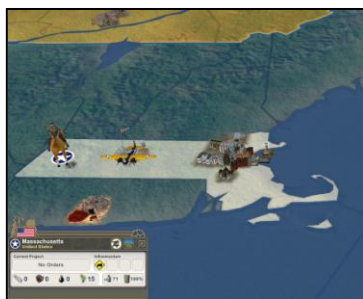 Massachusetts
United States
Current Project
Infrastructure
No Orders
0
0
0
15
71
100%